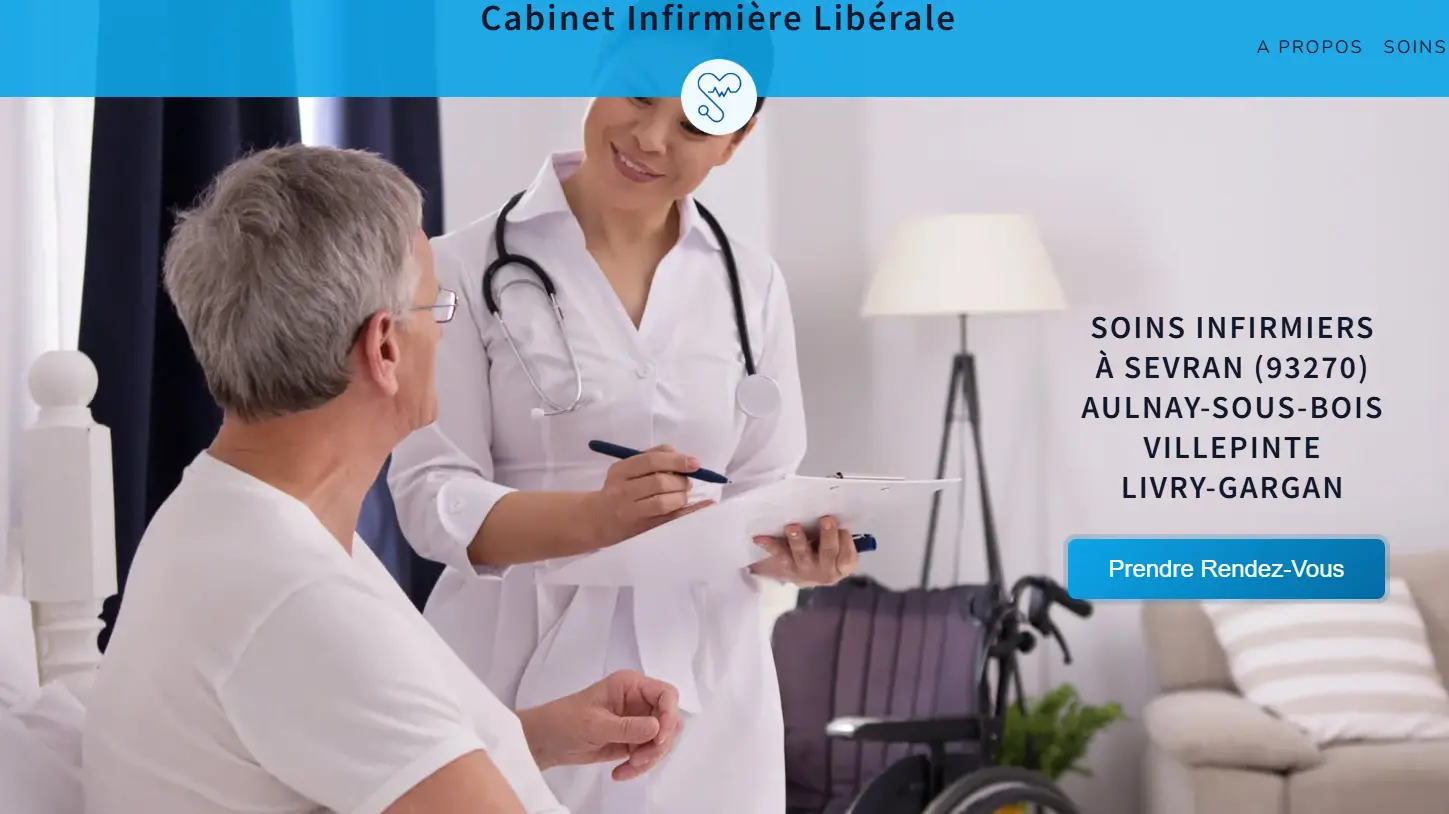 Cabinet Infirmière Libérale
A PROPOS SOINS
SOINS INFIRMIERS
À SEVRAN (93270)
AULNAY-SOUS-BOIS
VILLEPINTE
LIVRY-GARGAN
Prendre Rendez-Vous